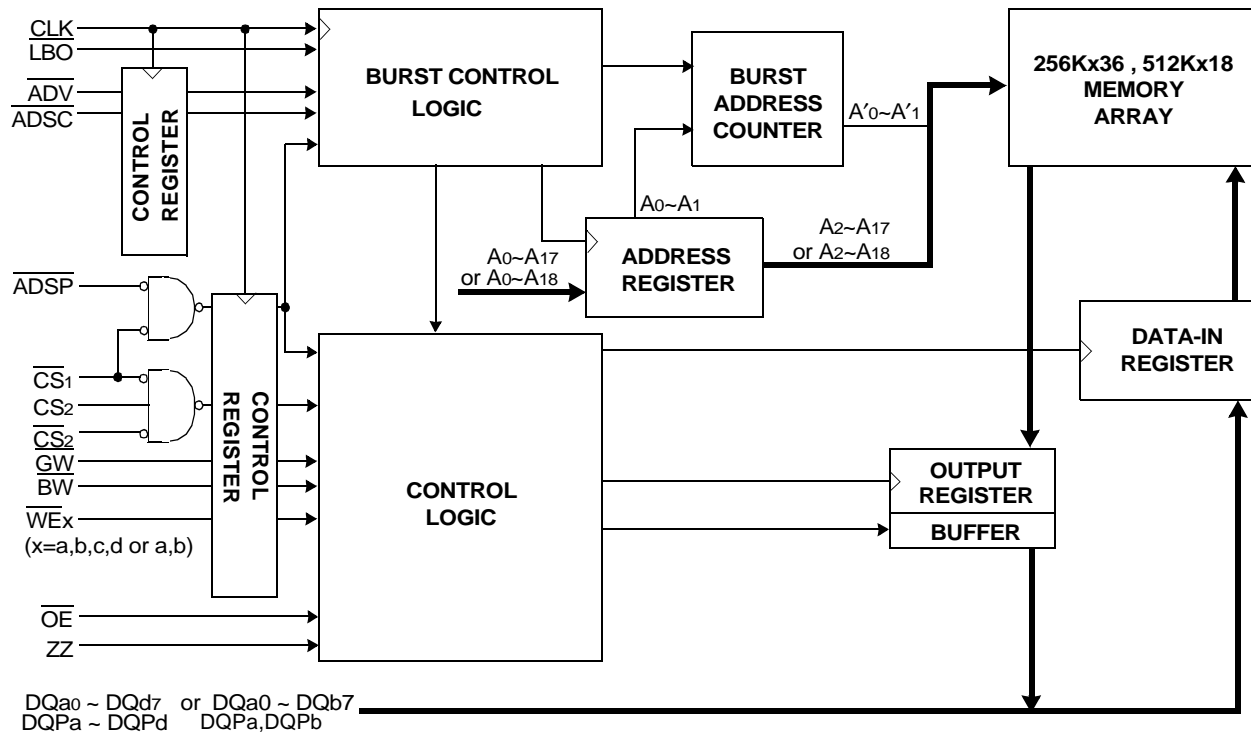 CLK
LBO
ADV
ADSC
CONTROL
REGISTER
BURST CONTROL
LOGIC
BURST
ADDRESS
COUNTER
A′0~A′1
256Kx36 , 512Kx18
MEMORY
ARRAY
A0~A1
A0~A17
or A0~A18
ADDRESS
REGISTER
A2~A17
or A2~A18
ADSP
CS1
CS2
CS2
GW
BW
WEx
(x=a,b,c,d or a,b)
OE
ZZ
CONTROL
REGISTER
CONTROL
LOGIC
DATA-IN
REGISTER
OUTPUT
REGISTER
BUFFER
DQa0 ~ DQd7 or DQa0 ~ DQb7
DQPa ~ DQPd DQPa,DQPb